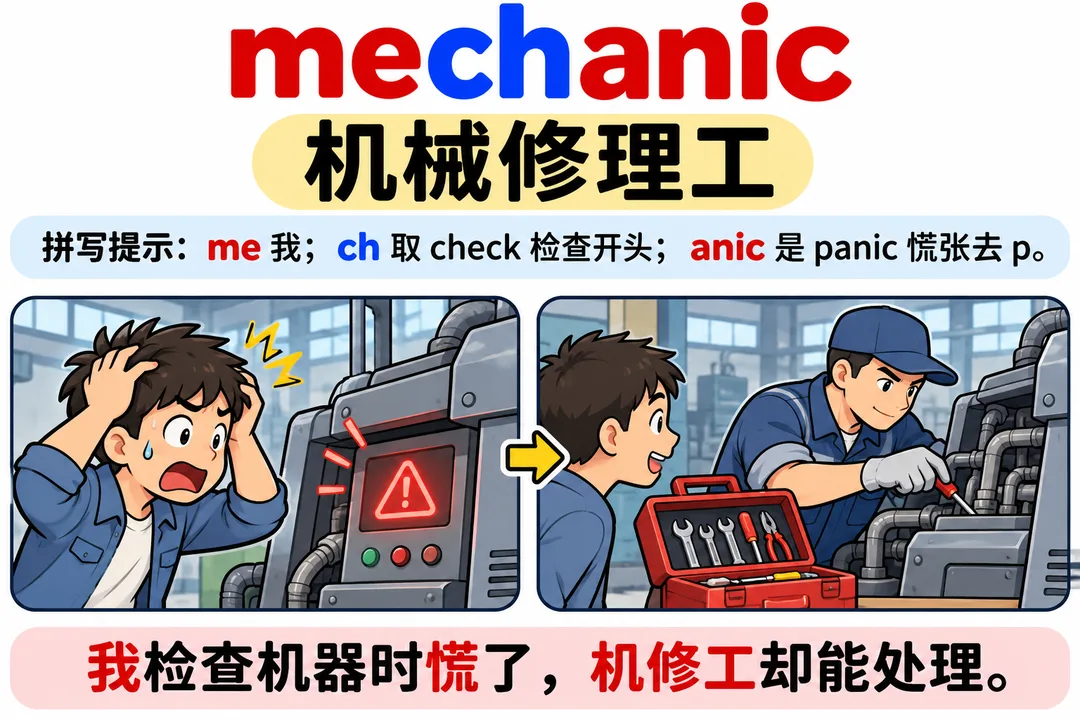 mechanic
机械修理工
拼写提示：me 我；ch 取 check 检查开头；anic 是 panic 慌张去 p。
我检查机器时慌了，机修工却能处理。